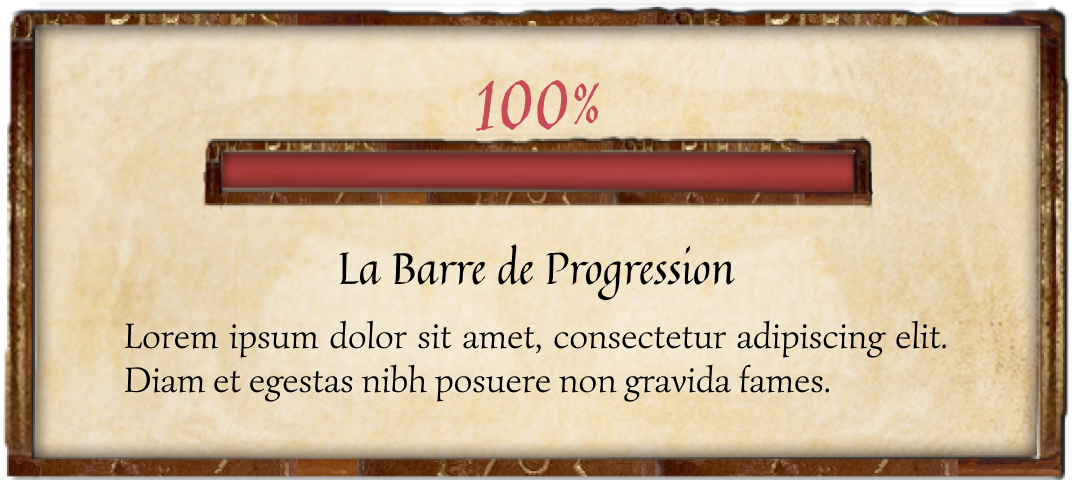 100%
La Barre de Progression
Lorem ipsum dolor sit amet, consectetur adipiscing elit.
Diam et egestas nibh posuere non gravida fames.